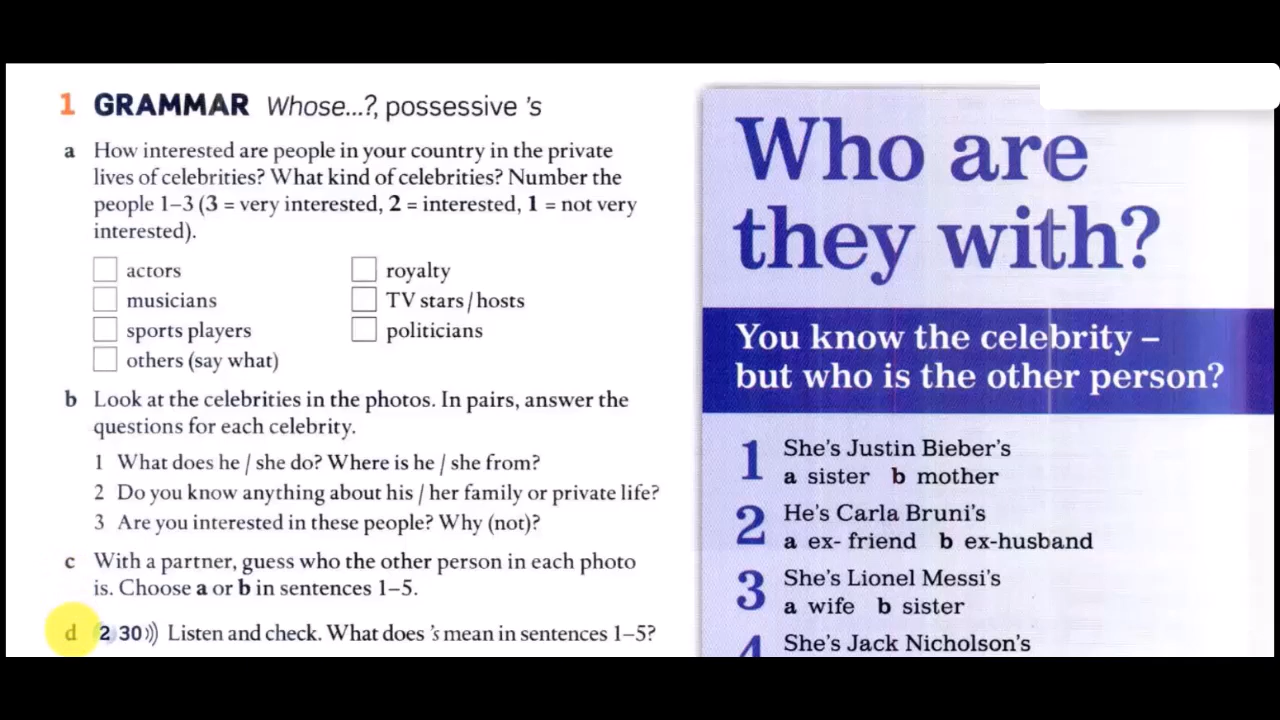 1 GRAMMAR Whose...?, possessive 's
a How interested are people in your country in the private
lives of celebrities? What kind of celebrities? Number the
people 1–3 (3 = very interested, 2 = interested, 1 = not very
interested).
actors
musicians
sports players
others (say what)
royalty
TV stars / hosts
politicians
b Look at the celebrities in the photos. In pairs, answer the
questions for each celebrity.
1 What does he / she do? Where is he / she from?
2 Do you know anything about his / her family or private life?
3 Are you interested in these people? Why (not)?
c With a partner, guess who the other person in each photo
is. Choose a or b in sentences 1–5.
d 2 30))) Listen and check. What does 's mean in sentences 1–5?
Who are
they with?
You know the celebrity –
but who is the other person?
1 She's Justin Bieber's
a sister b mother
2 He's Carla Bruni's
a ex- friend b ex-husband
3 She's Lionel Messi's
a wife b sister
4 She's Jack Nicholson's